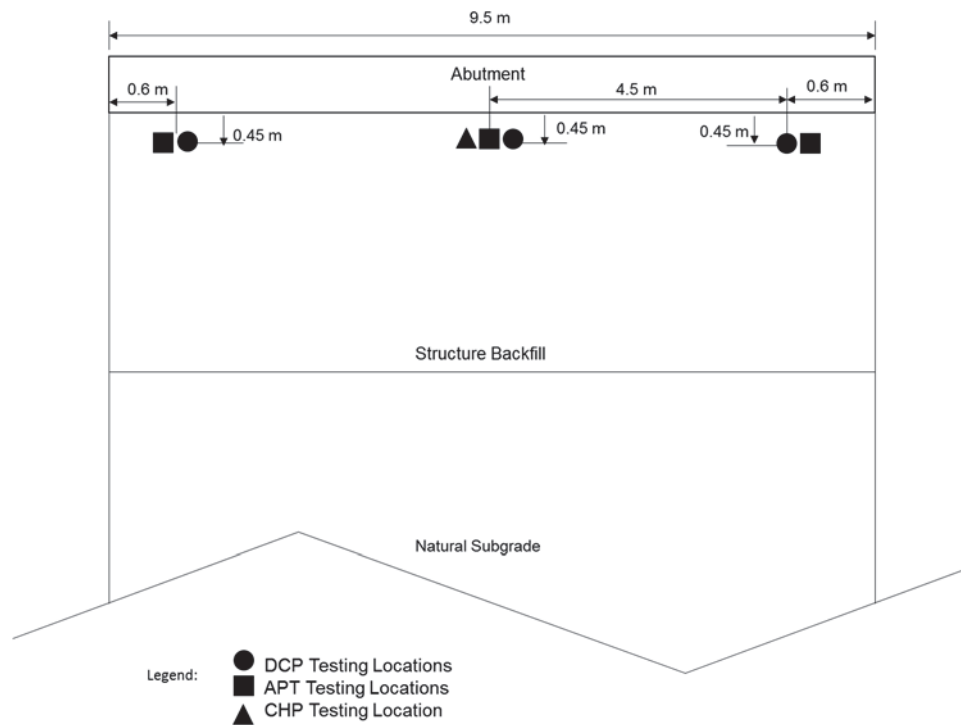 9.5 m
Abutment
0.6 m
4.5 m
0.6 m
0.45 m
0.45 m
0.45 m
Structure Backfill
Natural Subgrade
Legend:
DCP Testing Locations
APT Testing Locations
CHP Testing Location